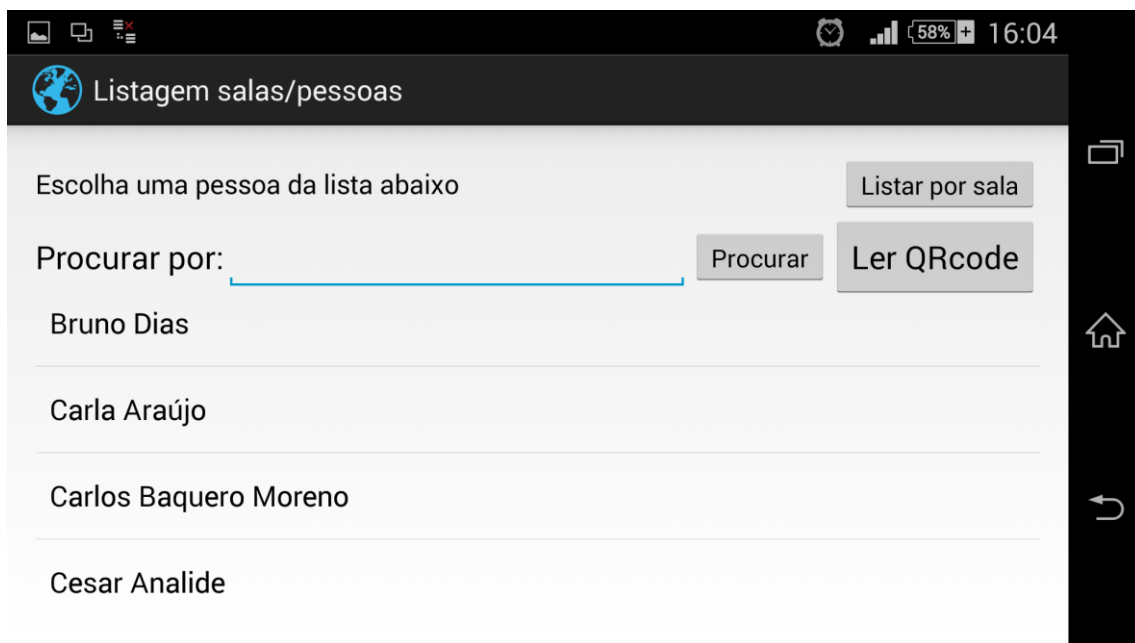 58% 16:04
Listagem salas/pessoas
Escolha uma pessoa da lista abaixo Listar por sala
Procurar por: Procurar Ler QRcode
Bruno Dias
Carla Araújo
Carlos Baquero Moreno
Cesar Analide